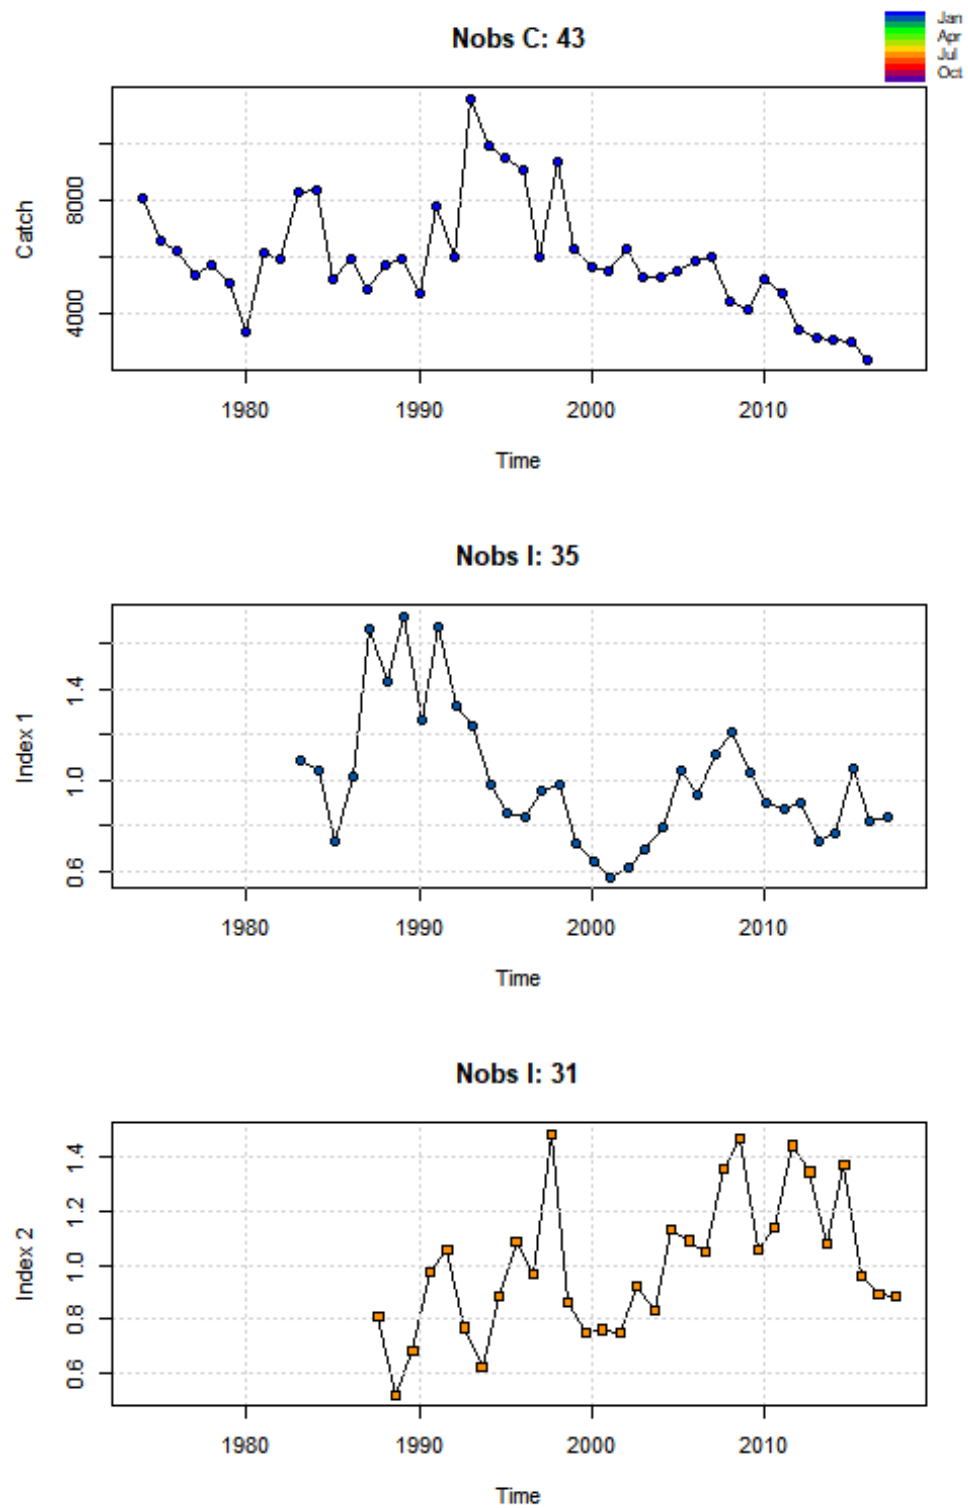 Nobs C: 43
Jan
Apr
Jul
Oct
Catch
8000
4000
1980 1990 2000 2010
Time
Nobs I: 35
Index 1
1.4
1.0
0.6
1980 1990 2000 2010
Time
Nobs I: 31
Index 2
1.4
1.2
1.0
0.8
0.6
1980 1990 2000 2010
Time